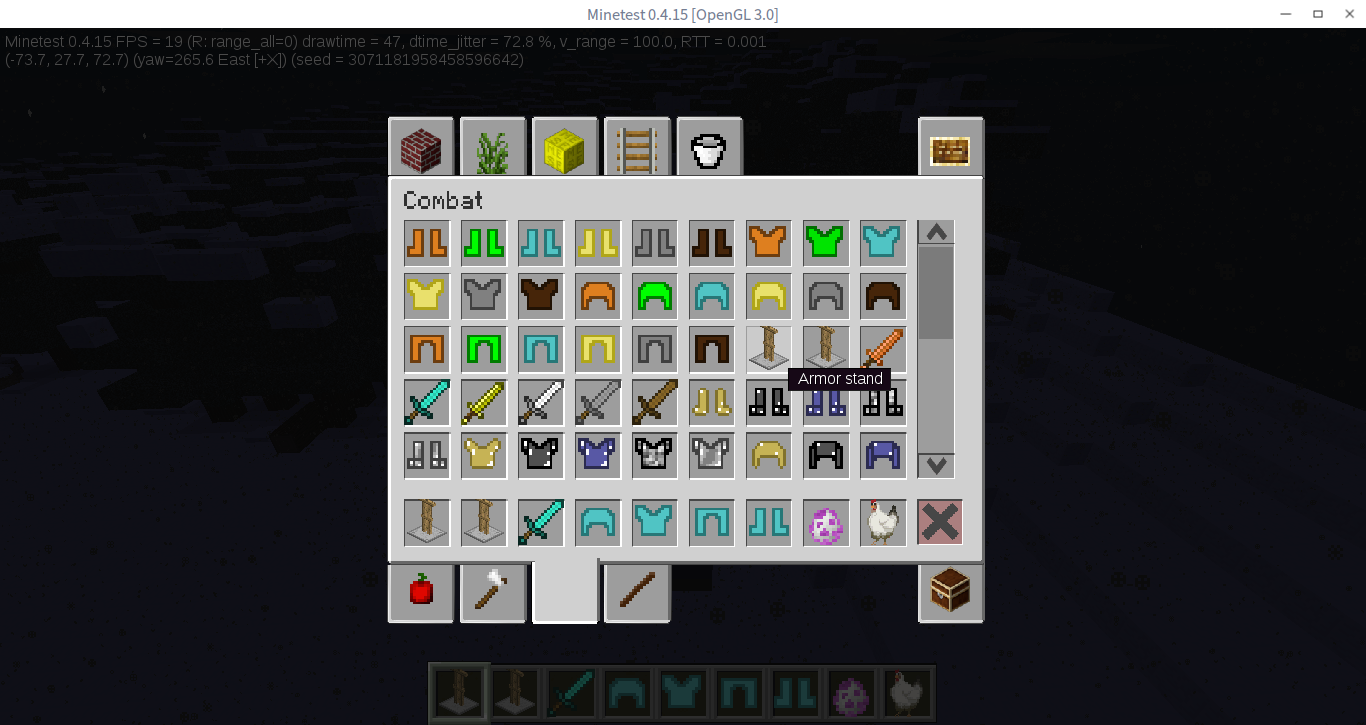 Minetest 0.4.15 [OpenGL 3.0]
Minetest 0.4.15 FPS = 19 (R: range_all=0) drawtime = 47, dtime_jitter = 72.8 %, v_range = 100.0, RTT = 0.001
(-73.7, 27.7, 72.7) (yaw=265.6 East [+X]) (seed = 3071181958458596642)
Combat
Armor stand